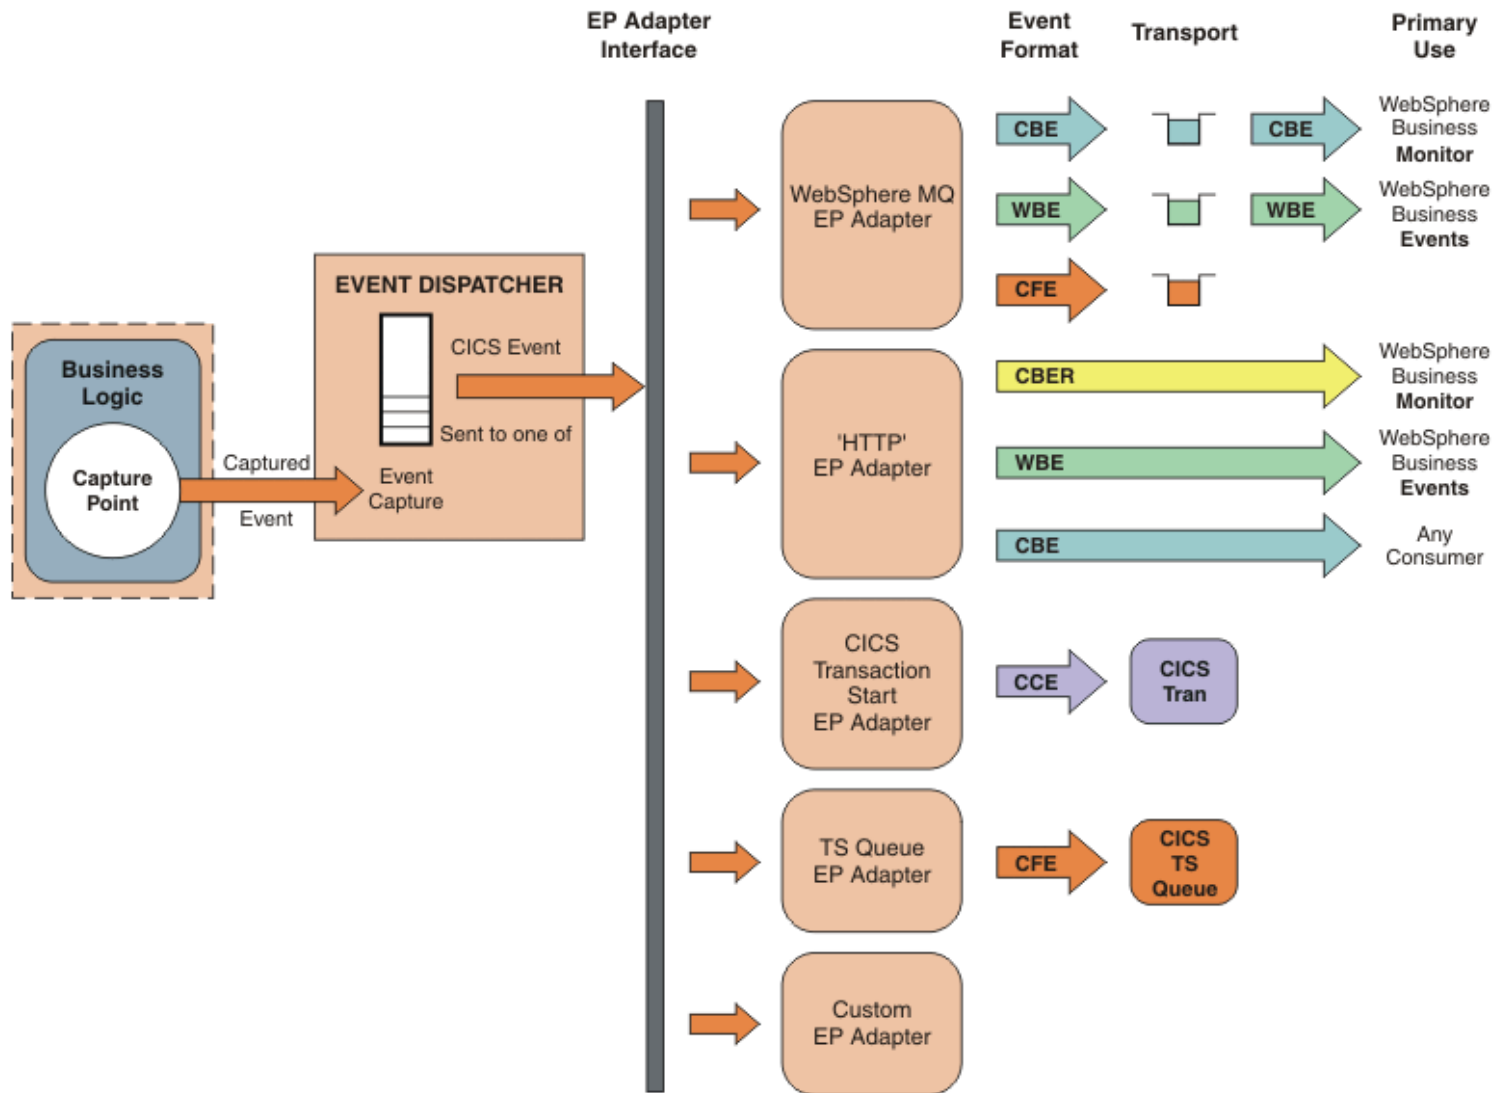 EP Adapter
Interface
Event
Format
Transport
Primary
Use
Business
Logic
Capture
Point
Captured
Event
EVENT DISPATCHER
CICS Event
Sent to one of
Event
Capture
WebSphere MQ
EP Adapter
CBE
CBE
WebSphere
Business
Monitor
WBE
WBE
WebSphere
Business
Events
CFE
'HTTP'
EP Adapter
CBER
WebSphere
Business
Monitor
WBE
WebSphere
Business
Events
CBE
Any
Consumer
CICS
Transaction
Start
EP Adapter
CCE
CICS
Tran
TS Queue
EP Adapter
CFE
CICS
TS
Queue
Custom
EP Adapter